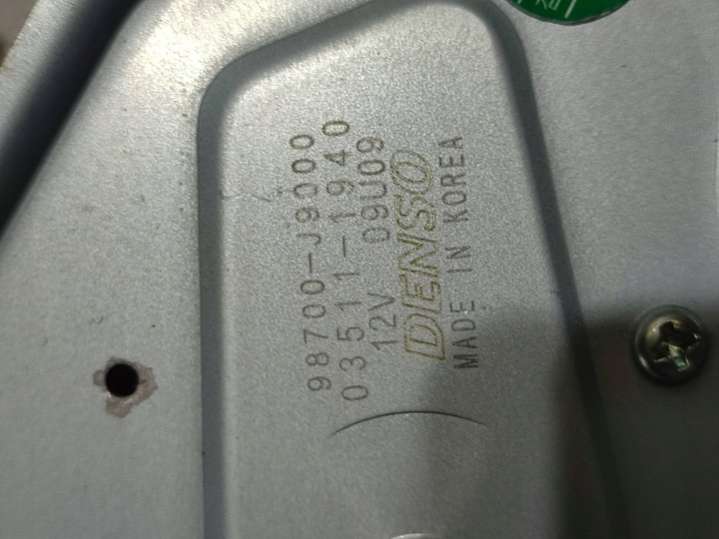 98700-J9000
03511-1940
12V 09U09
DENSO
MADE IN KOREA